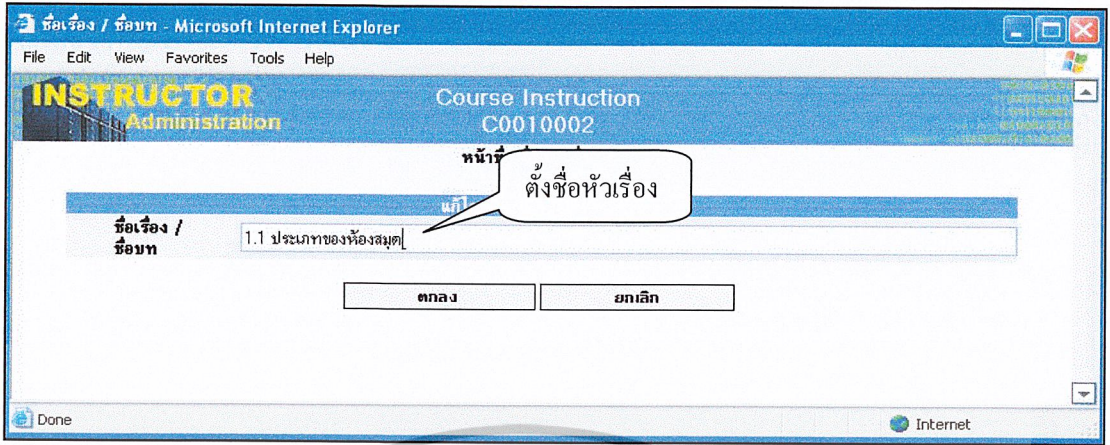 ชื่อเรื่อง / ชื่อบท - Microsoft Internet Explorer
File Edit View Favorites Tools Help
INSTRUCTOR
Administration
Course Instruction
C0010002
ตั้งชื่อหัวเรื่อง
ชื่อเรื่อง /
ชื่อบท
1.1 ประเภทของห้องสมุด
ตกลง ยกเลิก
Done Internet